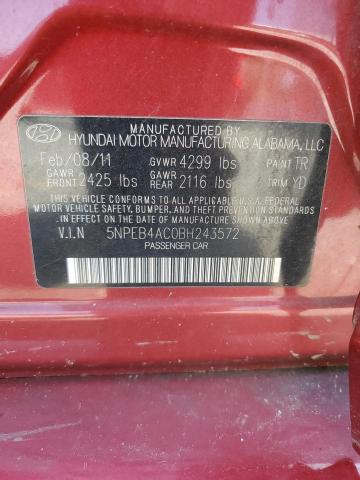 MANUFACTURED BY
HYUNDAI MOTOR MANUFACTURING ALABAMA, LLC
Feb/08/11 GVWR 4299 lbs PAINT TR
GAWR FRONT 2425 lbs GAWR REAR 2116 lbs TRIM YD
THIS VEHICLE CONFORMS TO ALL APPLICABLE U.S.A. FEDERAL
MOTOR VEHICLE SAFETY, BUMPER, AND THEFT PREVENTION
STANDARDS IN EFFECT ON THE DATE OF MANUFACTURE SHOWN ABOVE.
V.I.N 5NPEB4AC0BH243572
PASSENGER CAR